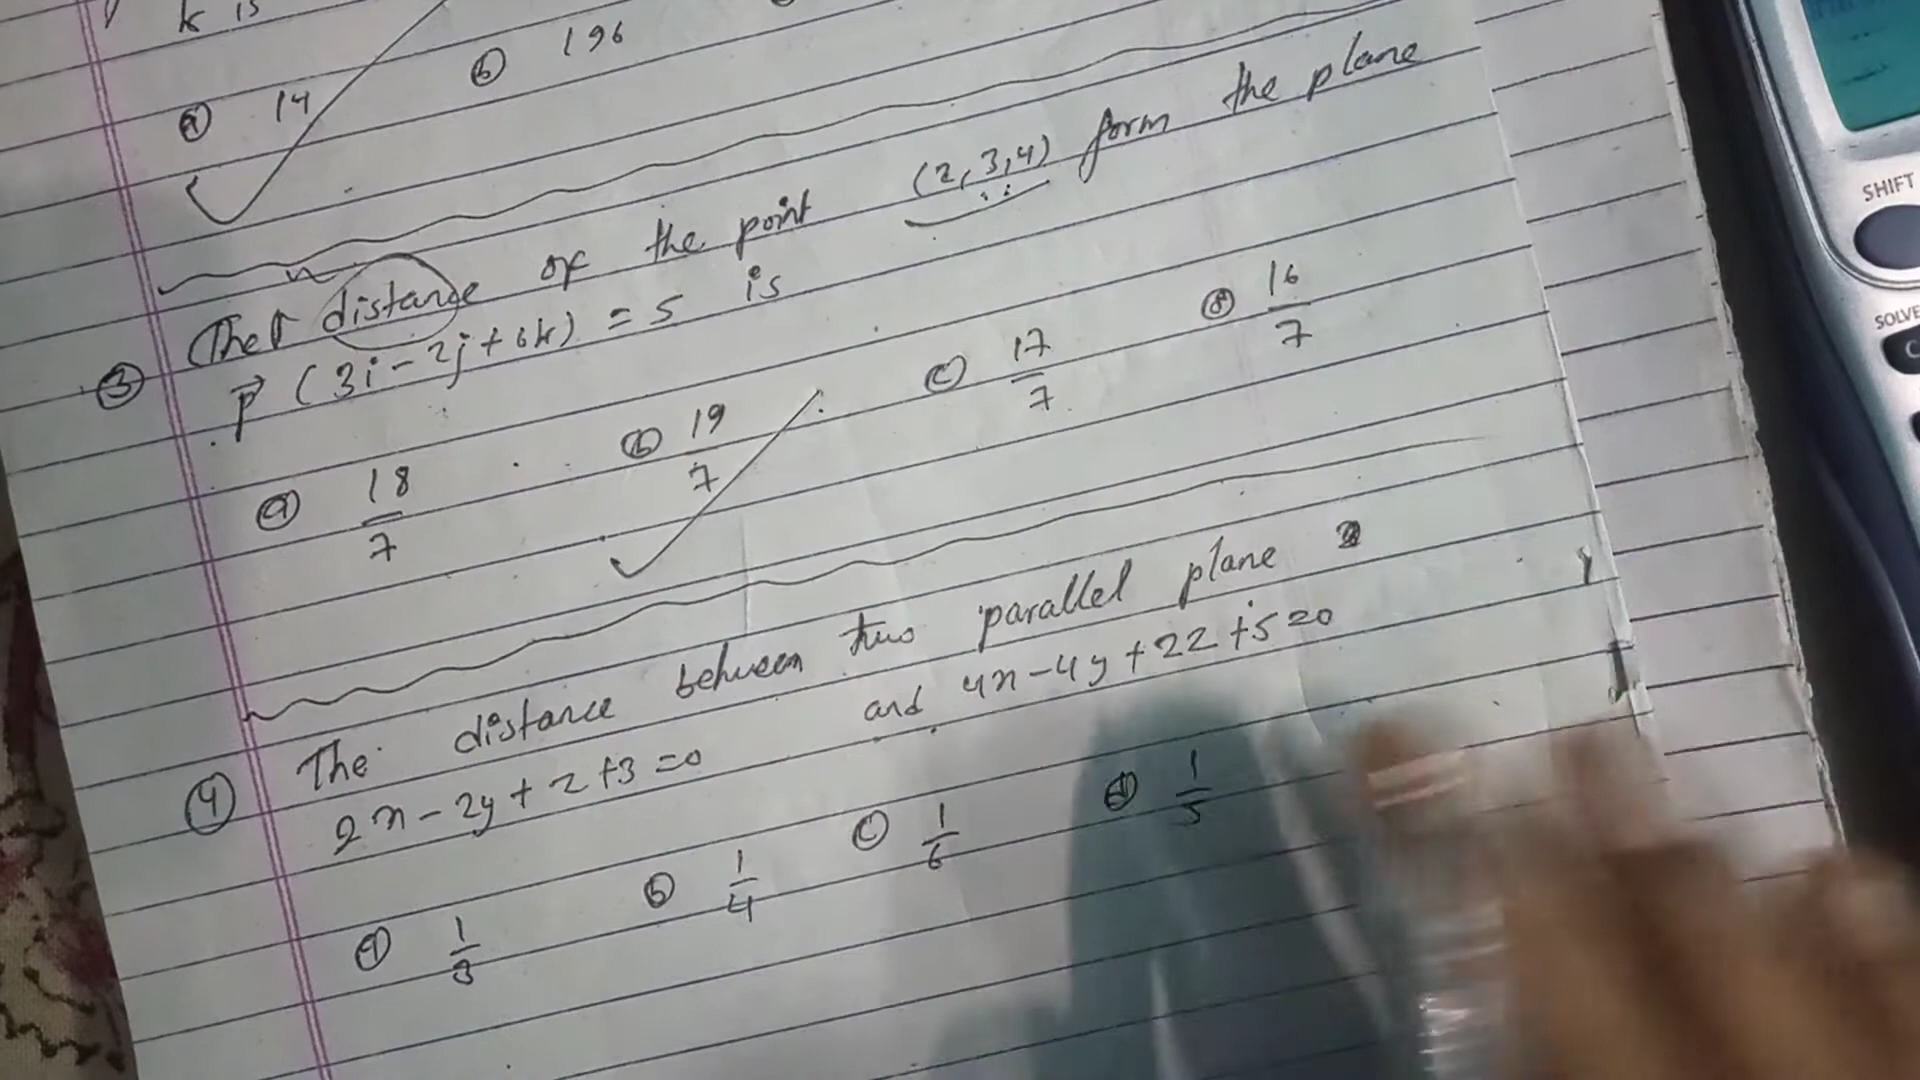 k is
(a) 14 (b) 196
(3) The distance of the point (2,3,4) form the plane
p⃗ (3i - 2j + 6k) = 5 is
(a) 18/7 (b) 19/7 (c) 17/7 (d) 16/7
(4) The distance between two parallel plane
2x - 2y + z + 3 = 0 and 4x - 4y + 2z + 5 = 0
(a) 1/3 (b) 1/4 (c) 1/6 (d) 1/5
SHIFT
SOLVE